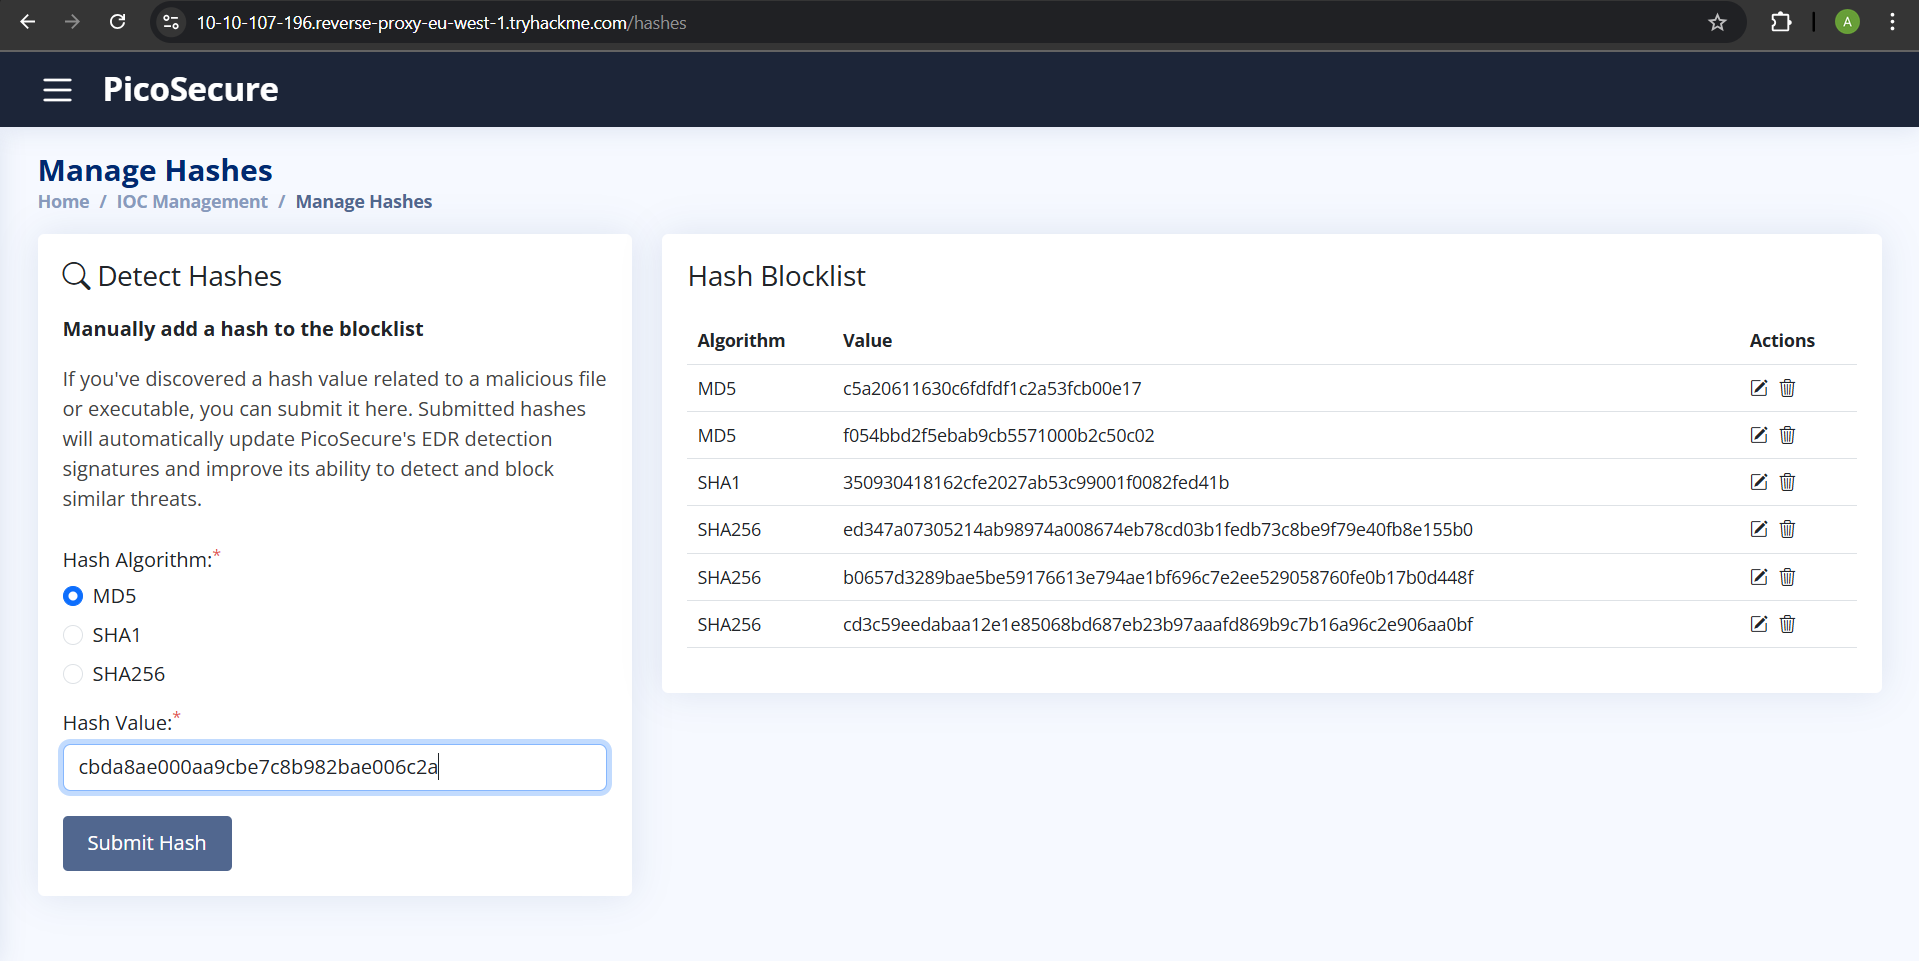 10-10-107-196.reverse-proxy-eu-west-1.tryhackme.com/hashes
A
PicoSecure
Manage Hashes
Home / IOC Management / Manage Hashes
Detect Hashes
Manually add a hash to the blocklist
If you've discovered a hash value related to a malicious file
or executable, you can submit it here. Submitted hashes
will automatically update PicoSecure's EDR detection
signatures and improve its ability to detect and block
similar threats.
Hash Algorithm:*
MD5
SHA1
SHA256
Hash Value:*
cbda8ae000aa9cbe7c8b982bae006c2a
Submit Hash
Hash Blocklist
Algorithm Value Actions
MD5 c5a20611630c6fdfdf1c2a53fcb00e17
MD5 f054bbd2f5ebab9cb5571000b2c50c02
SHA1 350930418162cfe2027ab53c99001f0082fed41b
SHA256 ed347a07305214ab98974a008674eb78cd03b1fedb73c8be9f79e40fb8e155b0
SHA256 b0657d3289bae5be59176613e794ae1bf696c7e2ee529058760fe0b17b0d448f
SHA256 cd3c59eedabaa12e1e85068bd687eb23b97aaafd869b9c7b16a96c2e906aa0bf